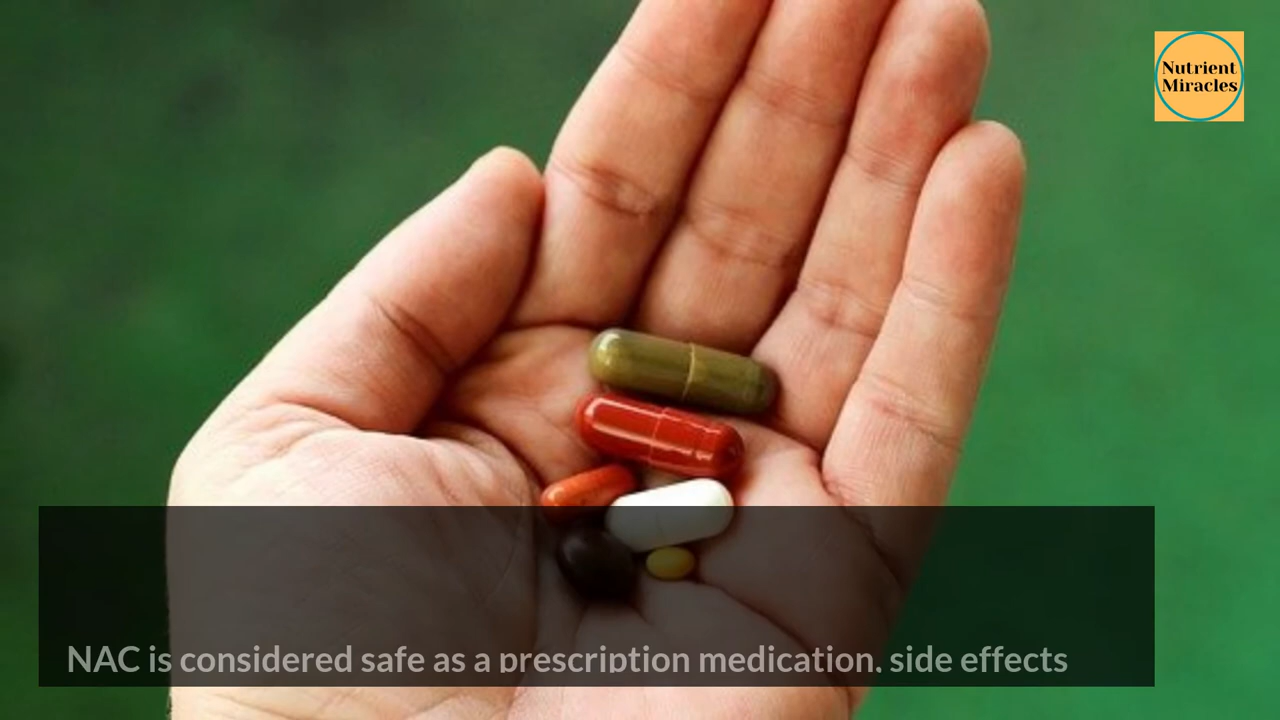 Nutrient
Miracles
NAC is considered safe as a prescription medication, side effects